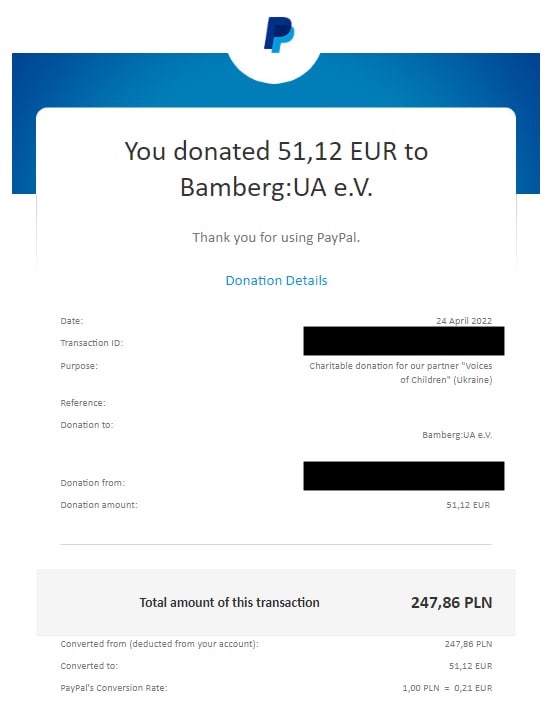 You donated 51,12 EUR to
Bamberg:UA e.V.
Thank you for using PayPal.
Donation Details
Date: 24 April 2022
Transaction ID:
Purpose: Charitable donation for our partner "Voices
of Children" (Ukraine)
Reference:
Donation to:
Bamberg:UA e.V.
Donation from:
Donation amount: 51,12 EUR
Total amount of this transaction 247,86 PLN
Converted from (deducted from your account): 247,86 PLN
Converted to: 51,12 EUR
PayPal's Conversion Rate: 1,00 PLN = 0,21 EUR